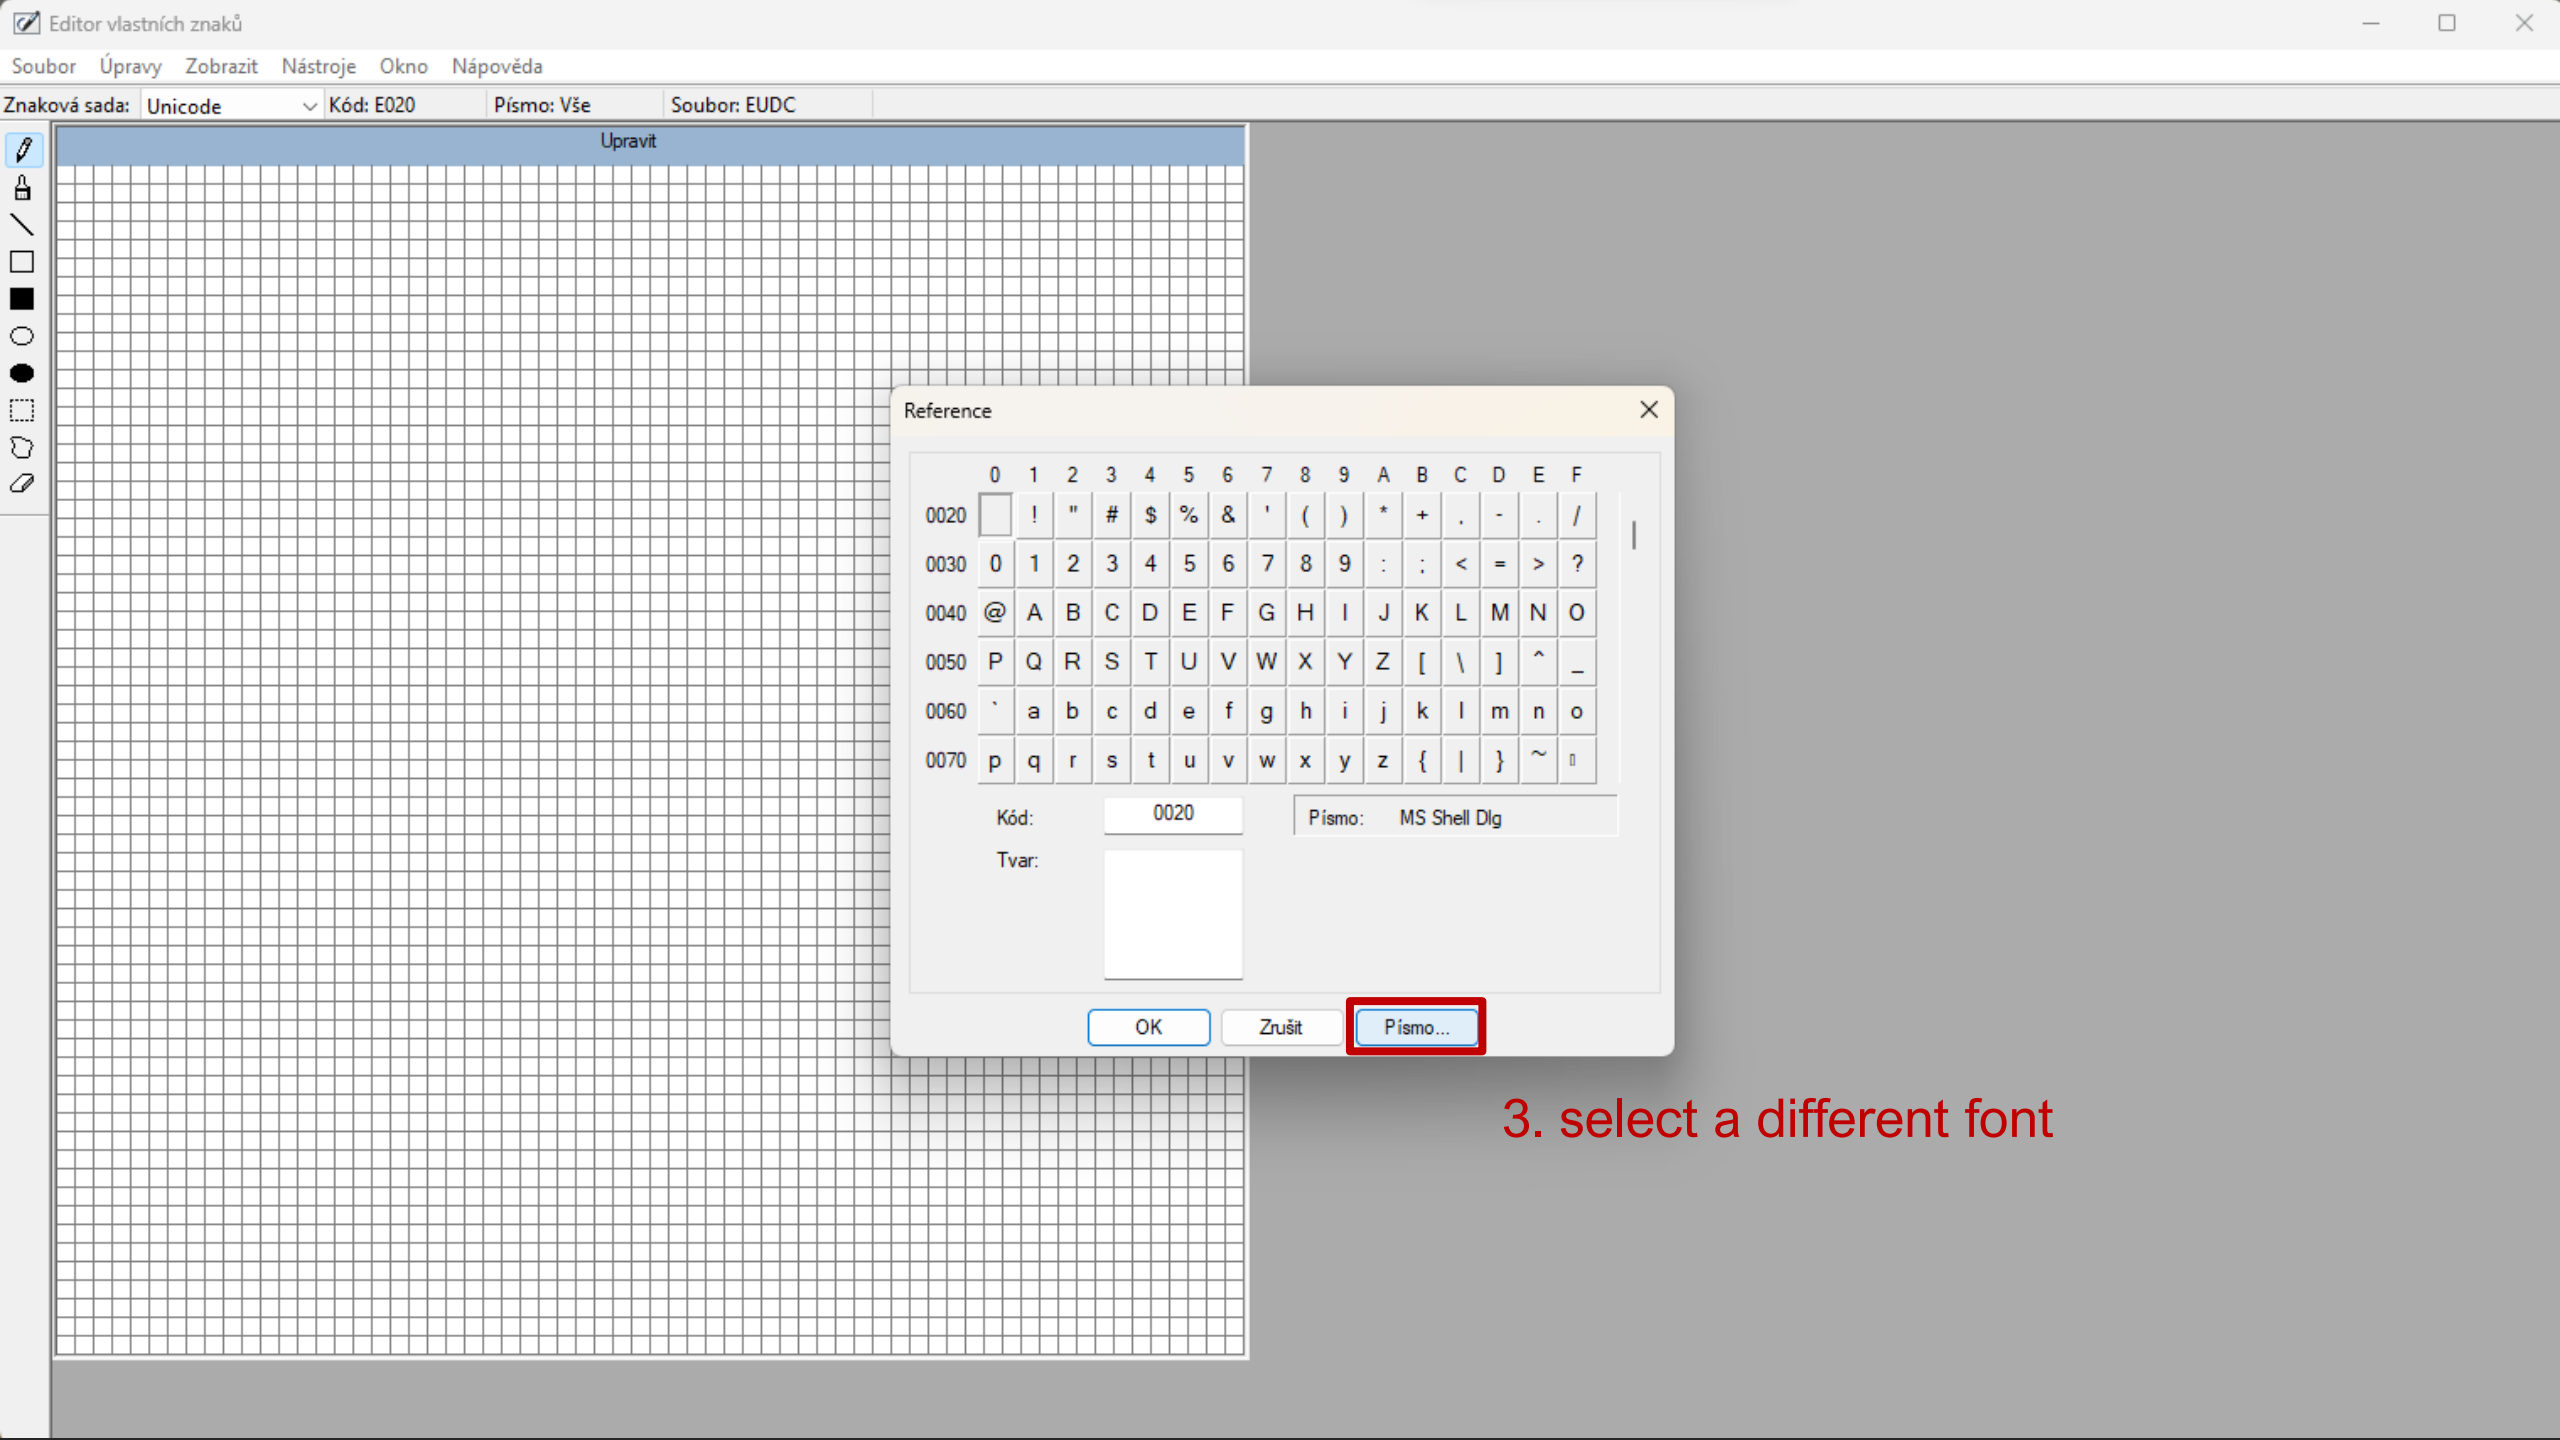 Editor vlastních znaků
Soubor Úpravy Zobrazit Nástroje Okno Nápověda
Znaková sada: Unicode Kód: E020 Písmo: Vše Soubor: EUDC
Upravit
Reference
0 1 2 3 4 5 6 7 8 9 A B C D E F
0020 ! " # $ % & ' ( ) * + , - . /
0030 0 1 2 3 4 5 6 7 8 9 : ; < = > ?
0040 @ A B C D E F G H I J K L M N O
0050 P Q R S T U V W X Y Z [ \ ] ^ _
0060 ` a b c d e f g h i j k l m n o
0070 p q r s t u v w x y z { | } ~ ▯
Kód: 0020 Písmo: MS Shell Dlg
Tvar:
OK Zrušit Písmo...
3. select a different font